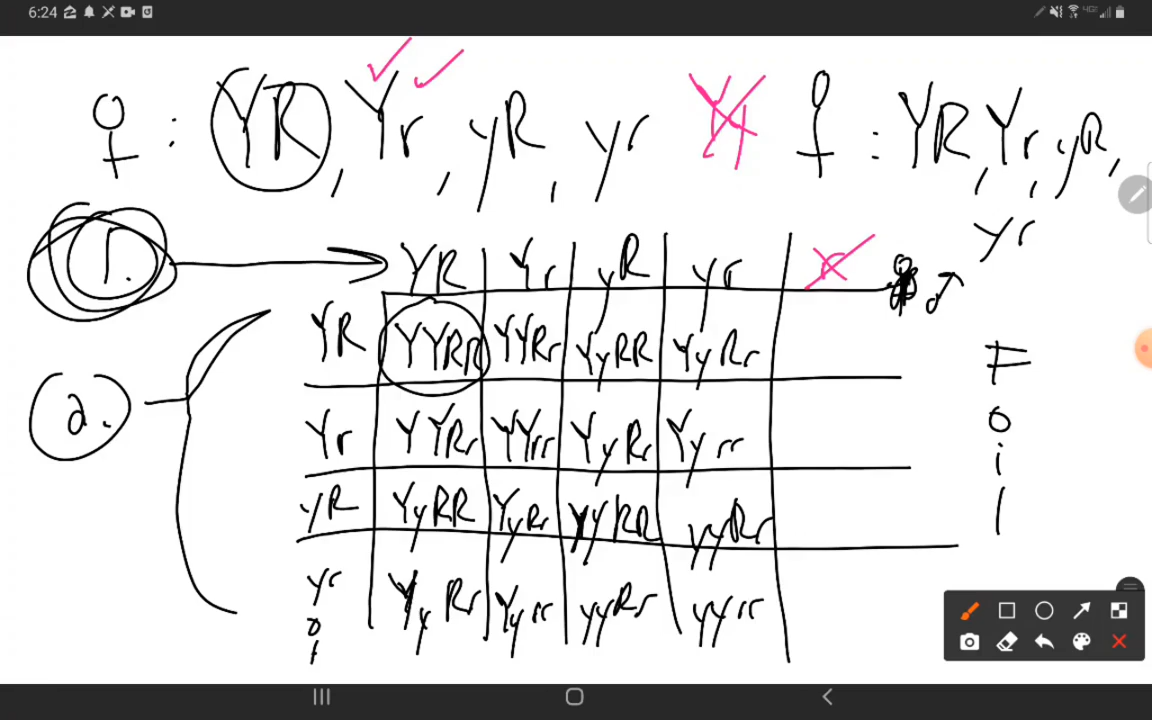 6:24
♀ : YR, Yr, yR, yr Yy ♀ : YR, Yr, yR,
yr
1. YR Yr yR yr ♂
YR YYRR YYRr YyRR YyRr
F
2. Yr YYRr YYrr YyRr Yyrr
o
i
yR YyRR YyRr yyRR yyRr
l
yr YyRr Yyrr yyRr yyrr
♀